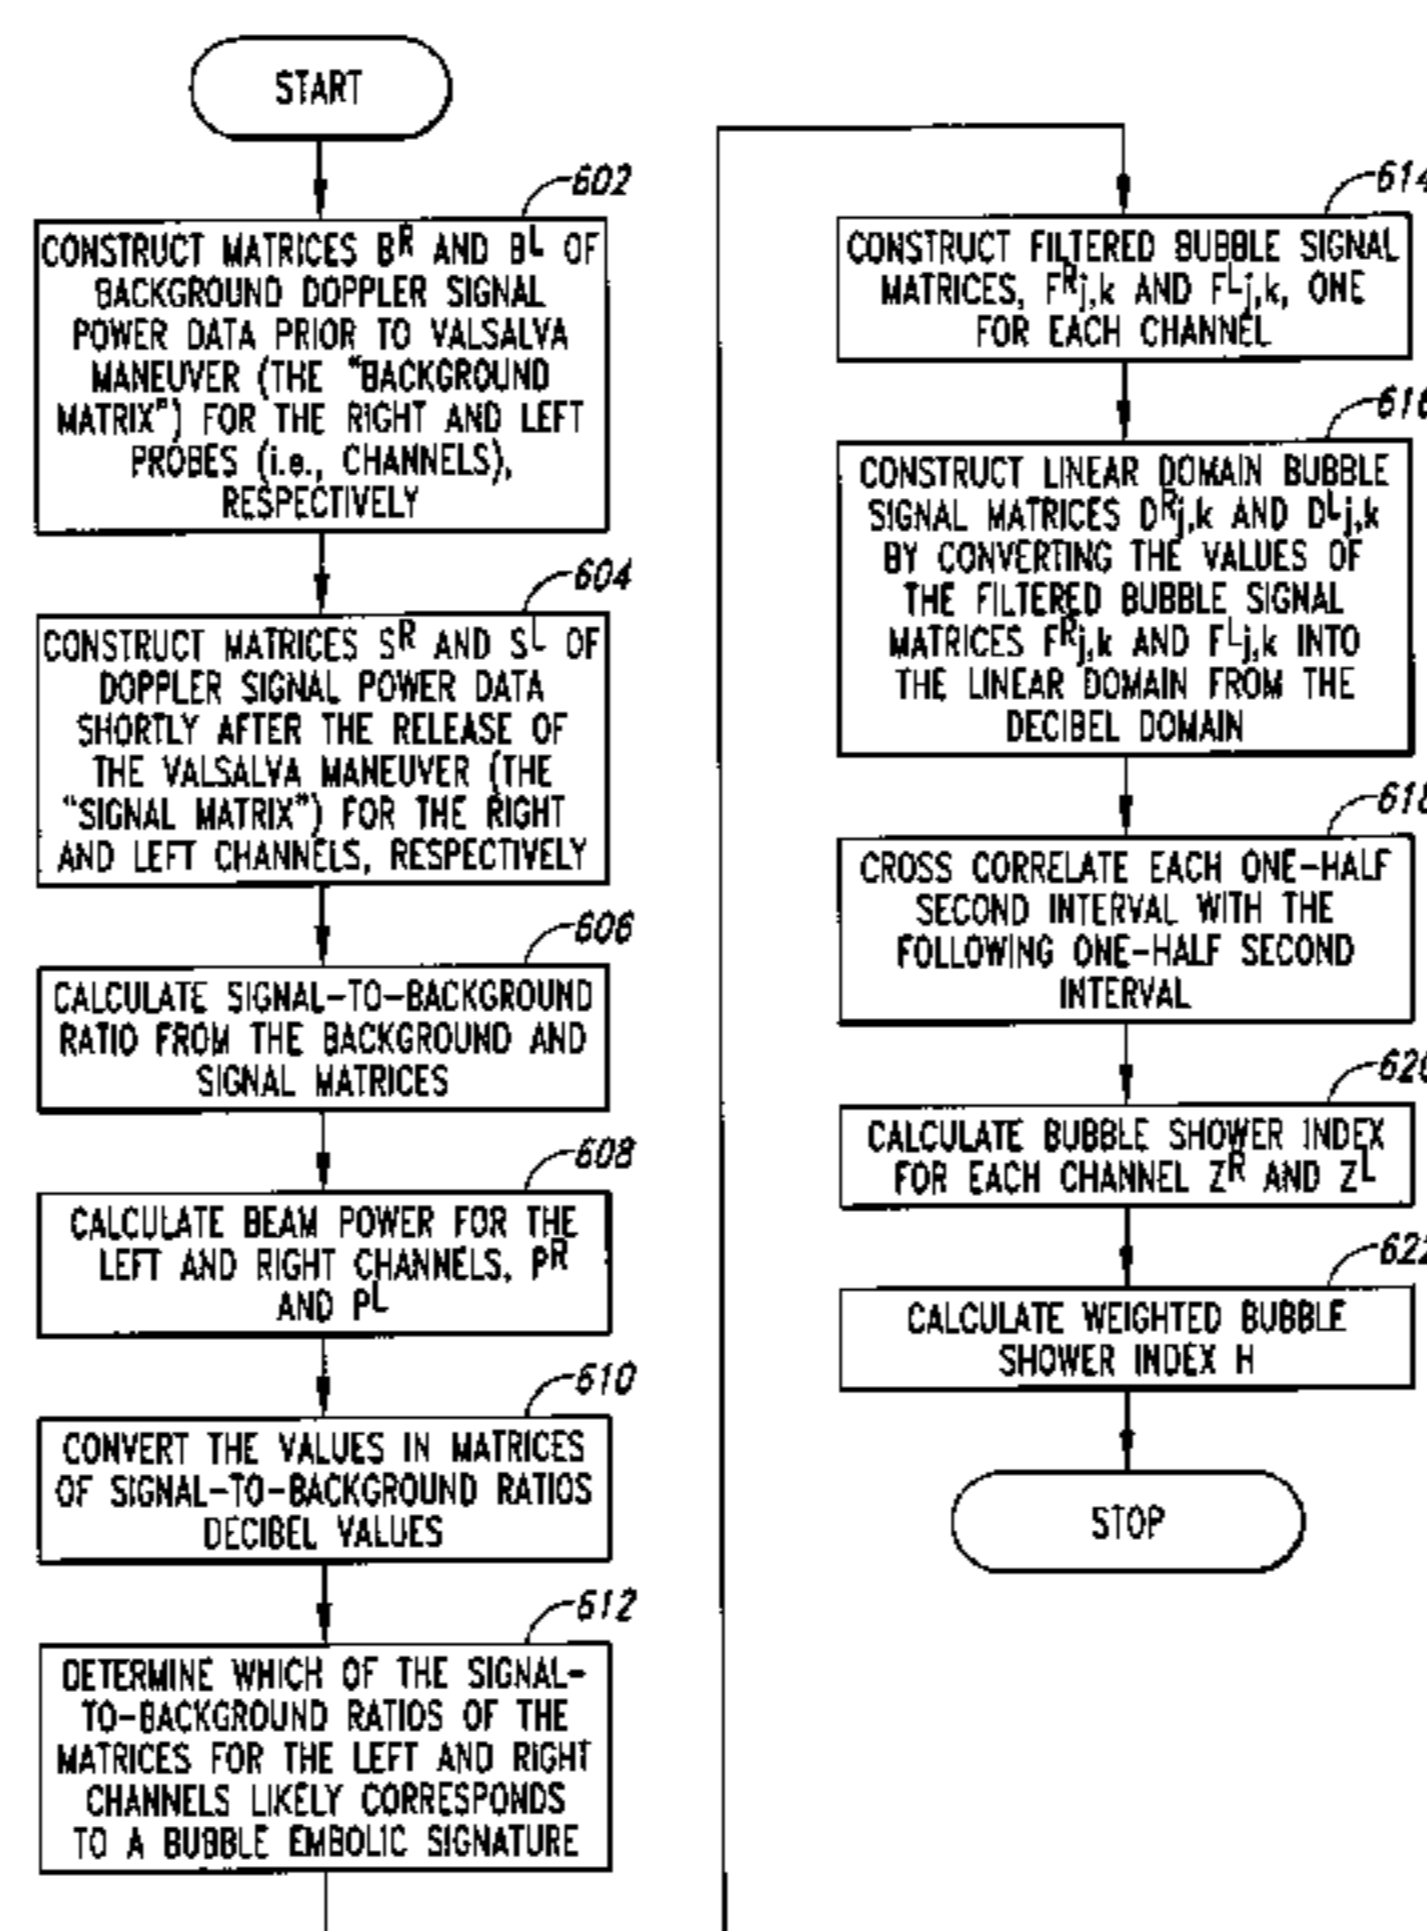 START
602
CONSTRUCT MATRICES B^R AND B^L OF
BACKGROUND DOPPLER SIGNAL
POWER DATA PRIOR TO VALSALVA
MANEUVER (THE "BACKGROUND
MATRIX") FOR THE RIGHT AND LEFT
PROBES (i.e., CHANNELS),
RESPECTIVELY
604
CONSTRUCT MATRICES S^R AND S^L OF
DOPPLER SIGNAL POWER DATA
SHORTLY AFTER THE RELEASE OF
THE VALSALVA MANEUVER (THE
"SIGNAL MATRIX") FOR THE RIGHT
AND LEFT CHANNELS, RESPECTIVELY
606
CALCULATE SIGNAL-TO-BACKGROUND
RATIO FROM THE BACKGROUND AND
SIGNAL MATRICES
608
CALCULATE BEAM POWER FOR THE
LEFT AND RIGHT CHANNELS, P^R
AND P^L
610
CONVERT THE VALUES IN MATRICES
OF SIGNAL-TO-BACKGROUND RATIOS
DECIBEL VALUES
612
DETERMINE WHICH OF THE SIGNAL-
TO-BACKGROUND RATIOS OF THE
MATRICES FOR THE LEFT AND RIGHT
CHANNELS LIKELY CORRESPONDS
TO A BUBBLE EMBOLIC SIGNATURE
614
CONSTRUCT FILTERED BUBBLE SIGNAL
MATRICES, F^Rj,k AND F^Lj,k, ONE
FOR EACH CHANNEL
616
CONSTRUCT LINEAR DOMAIN BUBBLE
SIGNAL MATRICES D^Rj,k AND D^Lj,k
BY CONVERTING THE VALUES OF
THE FILTERED BUBBLE SIGNAL
MATRICES F^Rj,k AND F^Lj,k INTO
THE LINEAR DOMAIN FROM THE
DECIBEL DOMAIN
618
CROSS CORRELATE EACH ONE-HALF
SECOND INTERVAL WITH THE
FOLLOWING ONE-HALF SECOND
INTERVAL
620
CALCULATE BUBBLE SHOWER INDEX
FOR EACH CHANNEL Z^R AND Z^L
622
CALCULATE WEIGHTED BUBBLE
SHOWER INDEX H
STOP